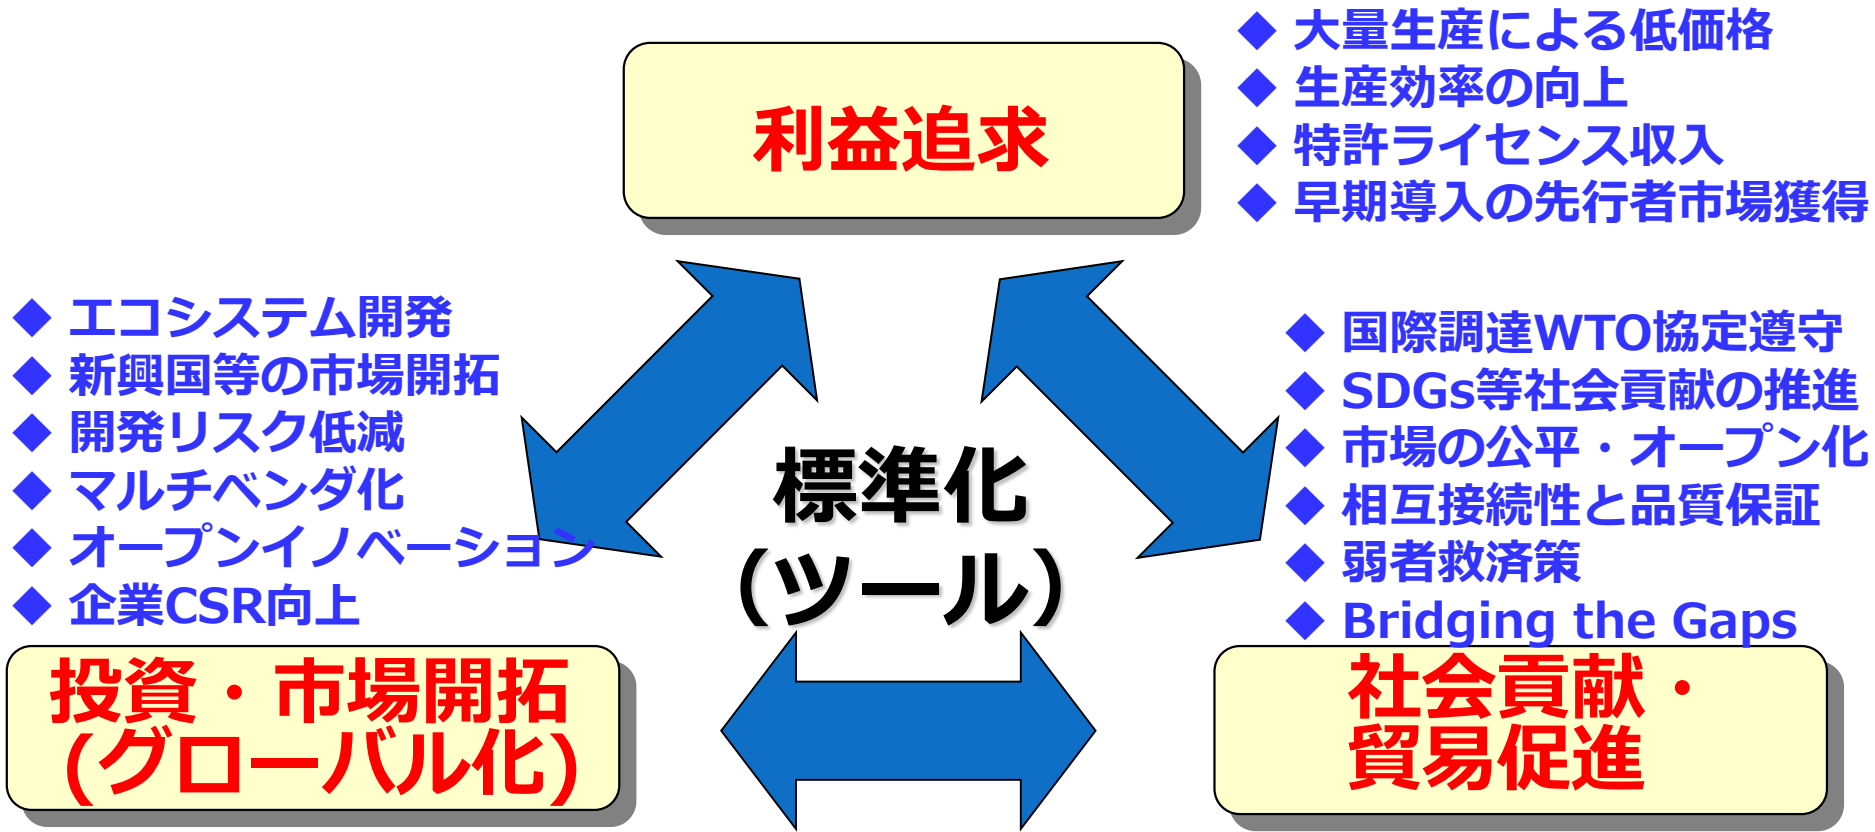 利益追求
◆ 大量生産による低価格
◆ 生産効率の向上
◆ 特許ライセンス収入
◆ 早期導入の先行者市場獲得
◆ エコシステム開発
◆ 新興国等の市場開拓
◆ 開発リスク低減
◆ マルチベンダ化
◆ オープンイノベーション
◆ 企業CSR向上
投資・市場開拓
(グローバル化)
標準化
(ツール)
◆ 国際調達WTO協定遵守
◆ SDGs等社会貢献の推進
◆ 市場の公平・オープン化
◆ 相互接続性と品質保証
◆ 弱者救済策
◆ Bridging the Gaps
社会貢献・
貿易促進